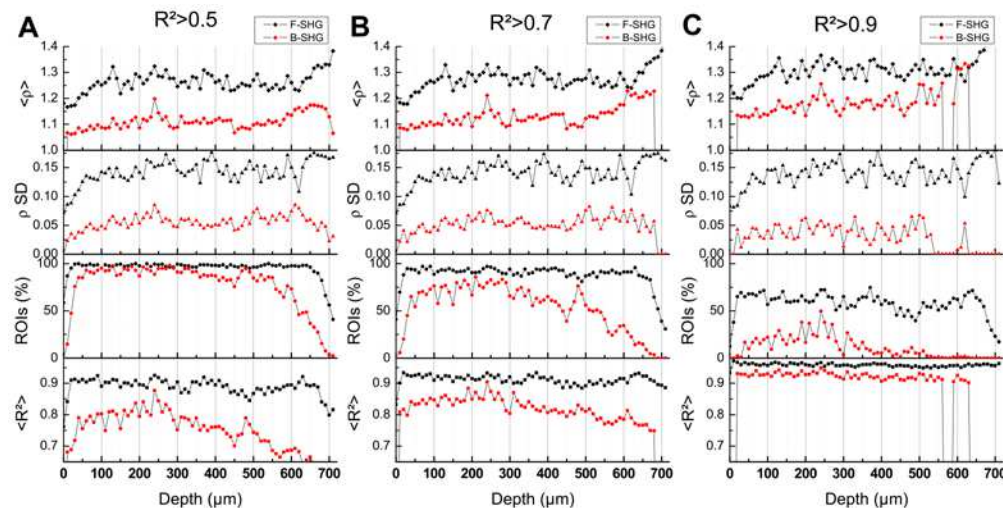 A R²>0.5 F-SHG B-SHG
<ρ> 1.4 1.3 1.2 1.1 1.0
ρ SD 0.15 0.10 0.05 0.00
ROIs (%) 100 50 0
<R²> 0.9 0.8 0.7
0 100 200 300 400 500 600 700
Depth (µm)
B R²>0.7 F-SHG B-SHG
<ρ> 1.4 1.3 1.2 1.1 1.0
ρ SD 0.15 0.10 0.05 0.00
ROIs (%) 100 50 0
<R²> 0.9 0.8 0.7
0 100 200 300 400 500 600 700
Depth (µm)
C R²>0.9 F-SHG B-SHG
<ρ> 1.4 1.3 1.2 1.1 1.0
ρ SD 0.15 0.10 0.05 0.00
ROIs (%) 100 50 0
<R²> 0.9 0.8 0.7
0 100 200 300 400 500 600 700
Depth (µm)